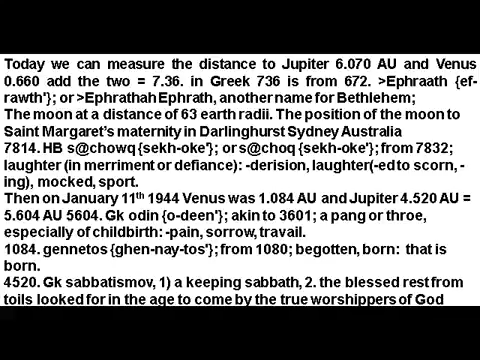 Today we can measure the distance to Jupiter 6.070 AU and Venus
0.660 add the two = 7.36. in Greek 736 is from 672. >Ephraath {ef-
rawth'}; or >Ephrathah Ephrath, another name for Bethlehem;
The moon at a distance of 63 earth radii. The position of the moon to
Saint Margaret's maternity in Darlinghurst Sydney Australia
7814. HB s@chowq {sekh-oke'}; or s@choq {sekh-oke'}; from 7832;
laughter (in merriment or defiance): -derision, laughter(-ed to scorn, -
ing), mocked, sport.
Then on January 11th 1944 Venus was 1.084 AU and Jupiter 4.520 AU =
5.604 AU 5604. Gk odin {o-deen'}; akin to 3601; a pang or throe,
especially of childbirth: -pain, sorrow, travail.
1084. gennetos {ghen-nay-tos'}; from 1080; begotten, born: that is
born.
4520. Gk sabbatismov, 1) a keeping sabbath, 2. the blessed rest from
toils looked for in the age to come by the true worshippers of God